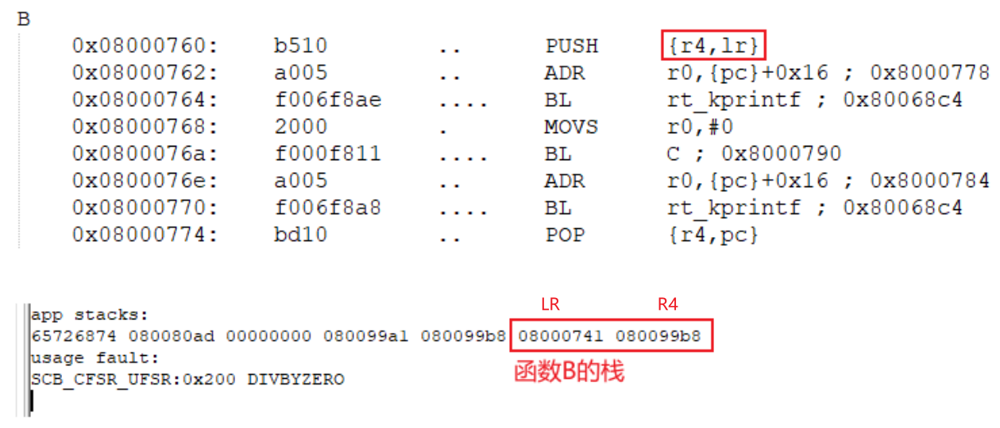 B
0x08000760: b510 .. PUSH {r4,lr}
0x08000762: a005 .. ADR r0,{pc}+0x16 ; 0x8000778
0x08000764: f006f8ae .... BL rt_kprintf ; 0x80068c4
0x08000768: 2000 . MOVS r0,#0
0x0800076a: f000f811 .... BL C ; 0x8000790
0x0800076e: a005 .. ADR r0,{pc}+0x16 ; 0x8000784
0x08000770: f006f8a8 .... BL rt_kprintf ; 0x80068c4
0x08000774: bd10 .. POP {r4,pc}
LR R4
app stacks:
65726874 080080ad 00000000 080099a1 080099b8 08000741 080099b8
usage fault:
函数B的栈
SCB_CFSR_UFSR:0x200 DIVBYZERO